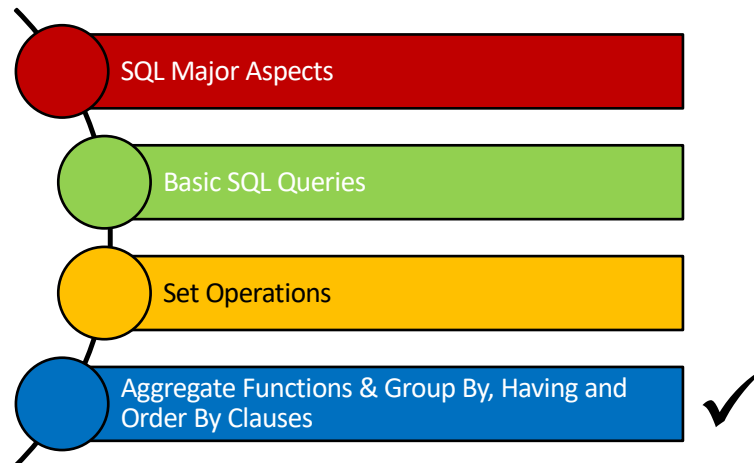 SQL Major Aspects
Basic SQL Queries
Set Operations
Aggregate Functions & Group By, Having and
Order By Clauses